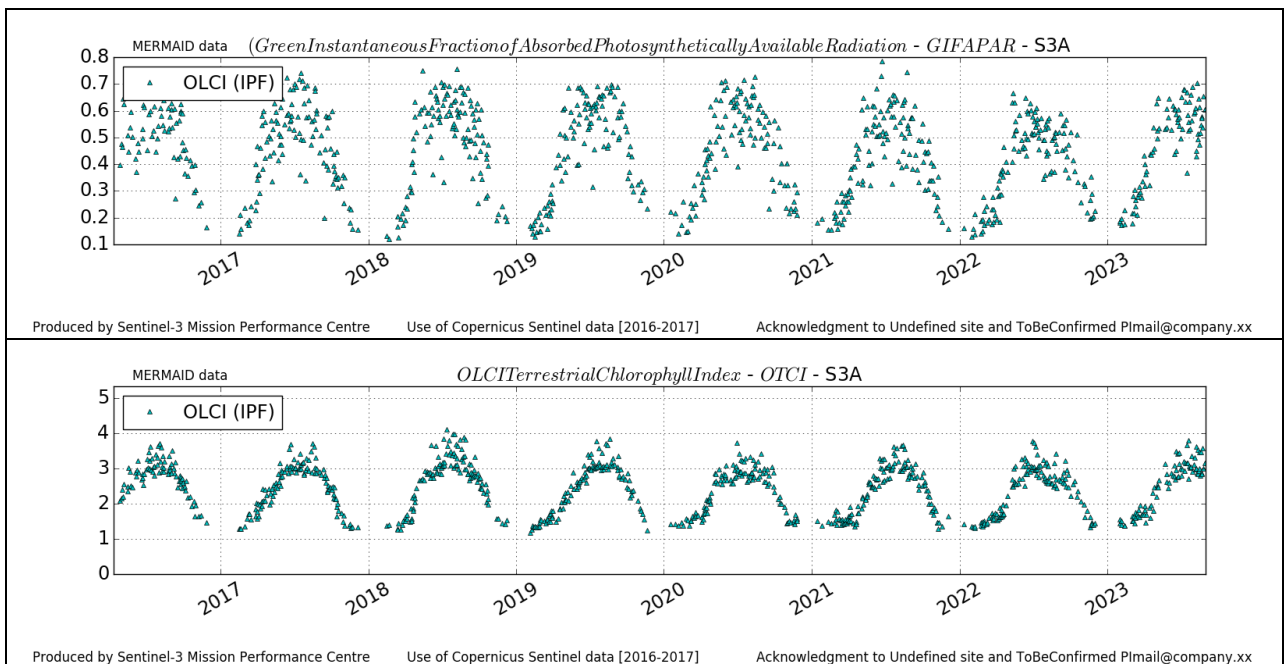 MERMAID data (GreenInstantaneousFractionofAbsorbedPhotosyntheticallyAvailableRadiation - GIFAPAR - S3A
0.8
OLCI (IPF)
0.7
0.6
0.5
0.4
0.3
0.2
0.1
2017 2018 2019 2020 2021 2022 2023
Produced by Sentinel-3 Mission Performance Centre Use of Copernicus Sentinel data [2016-2017] Acknowledgment to Undefined site and ToBeConfirmed PImail@company.xx
MERMAID data OLCITerrestrialChlorophyllIndex - OTCI - S3A
5
OLCI (IPF)
4
3
2
1
0
2017 2018 2019 2020 2021 2022 2023
Produced by Sentinel-3 Mission Performance Centre Use of Copernicus Sentinel data [2016-2017] Acknowledgment to Undefined site and ToBeConfirmed PImail@company.xx